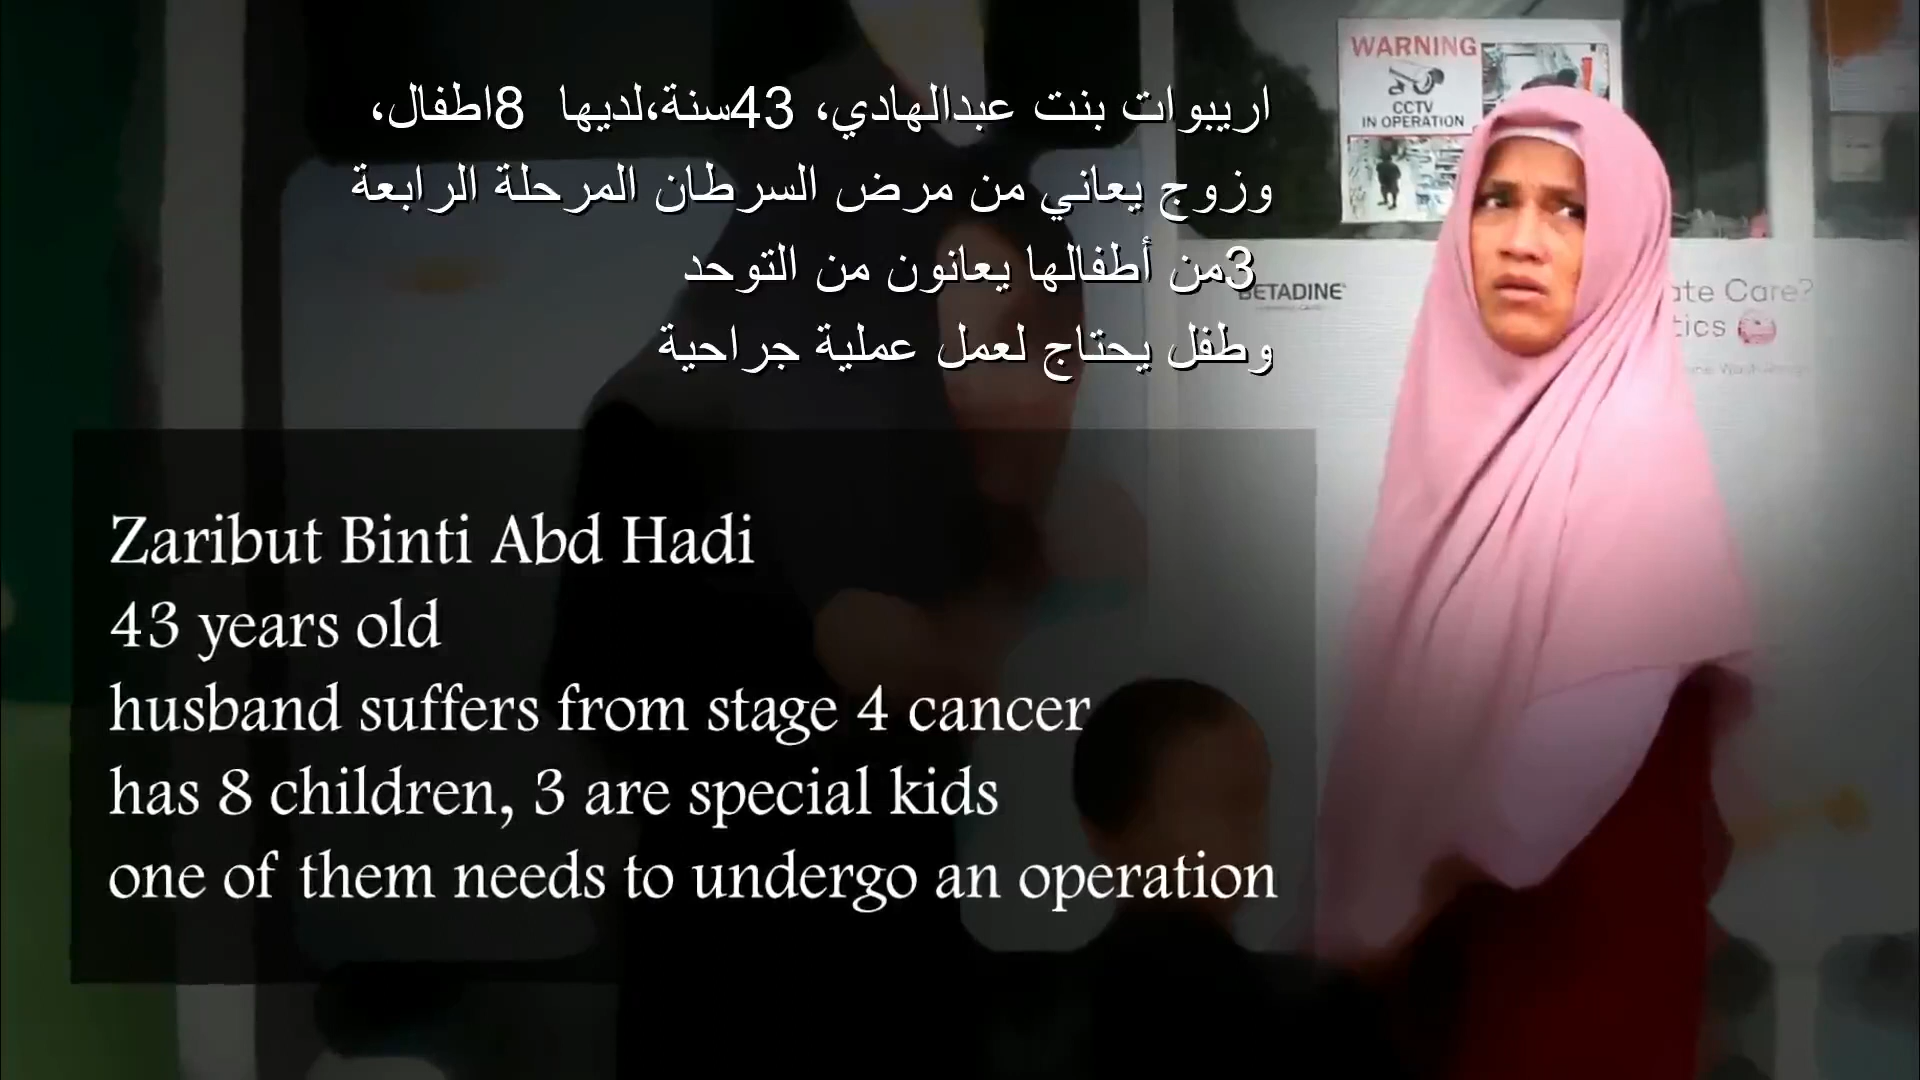 WARNING
CCTV
IN OPERATION
اريبوات بنت عبدالهادي، 43سنة،لديها 8اطفال،
وزوج يعاني من مرض السرطان المرحلة الرابعة
3من أطفالها يعانون من التوحد
وطفل يحتاج لعمل عملية جراحية
BETADINE
Care?
Zaribut Binti Abd Hadi
43 years old
husband suffers from stage 4 cancer
has 8 children, 3 are special kids
one of them needs to undergo an operation